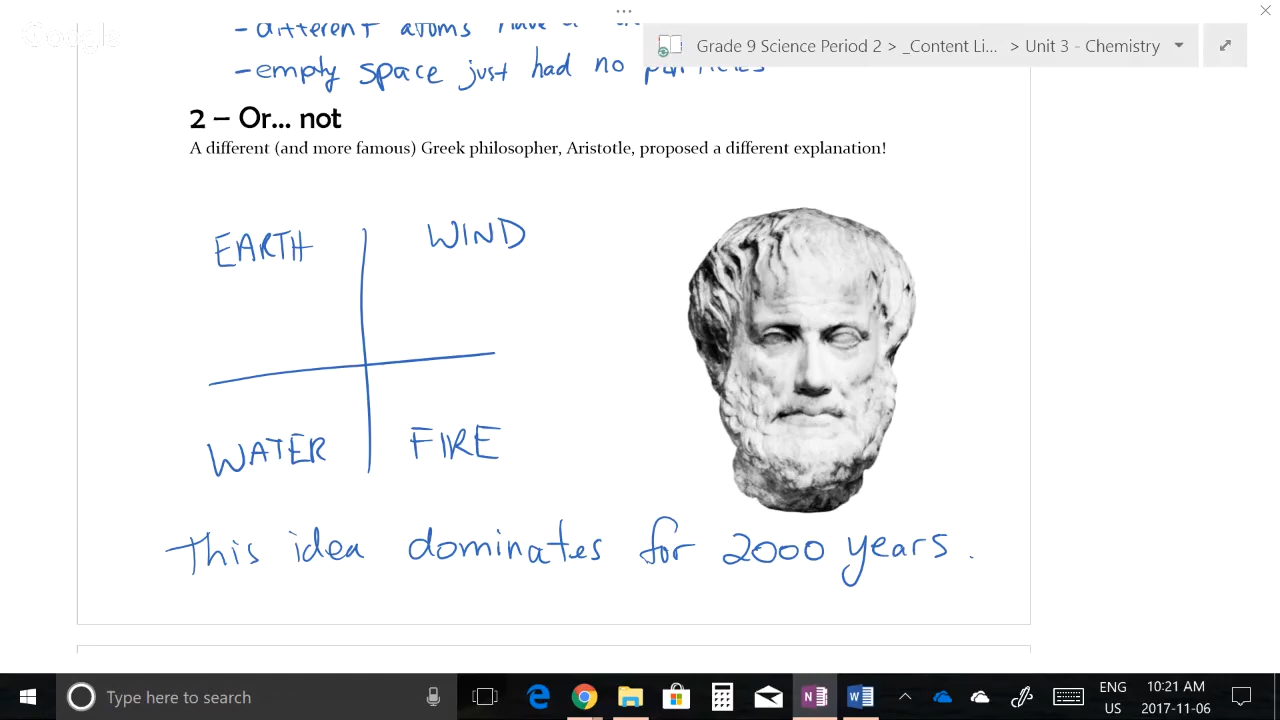 Google
- different atoms have a
Grade 9 Science Period 2 > _Content Li... > Unit 3 - Chemistry
- empty space just had no particles
2 – Or... not
A different (and more famous) Greek philosopher, Aristotle, proposed a different explanation!
EARTH WIND
WATER FIRE
This idea dominates for 2000 years.
Type here to search
ENG 10:21 AM
US 2017-11-06